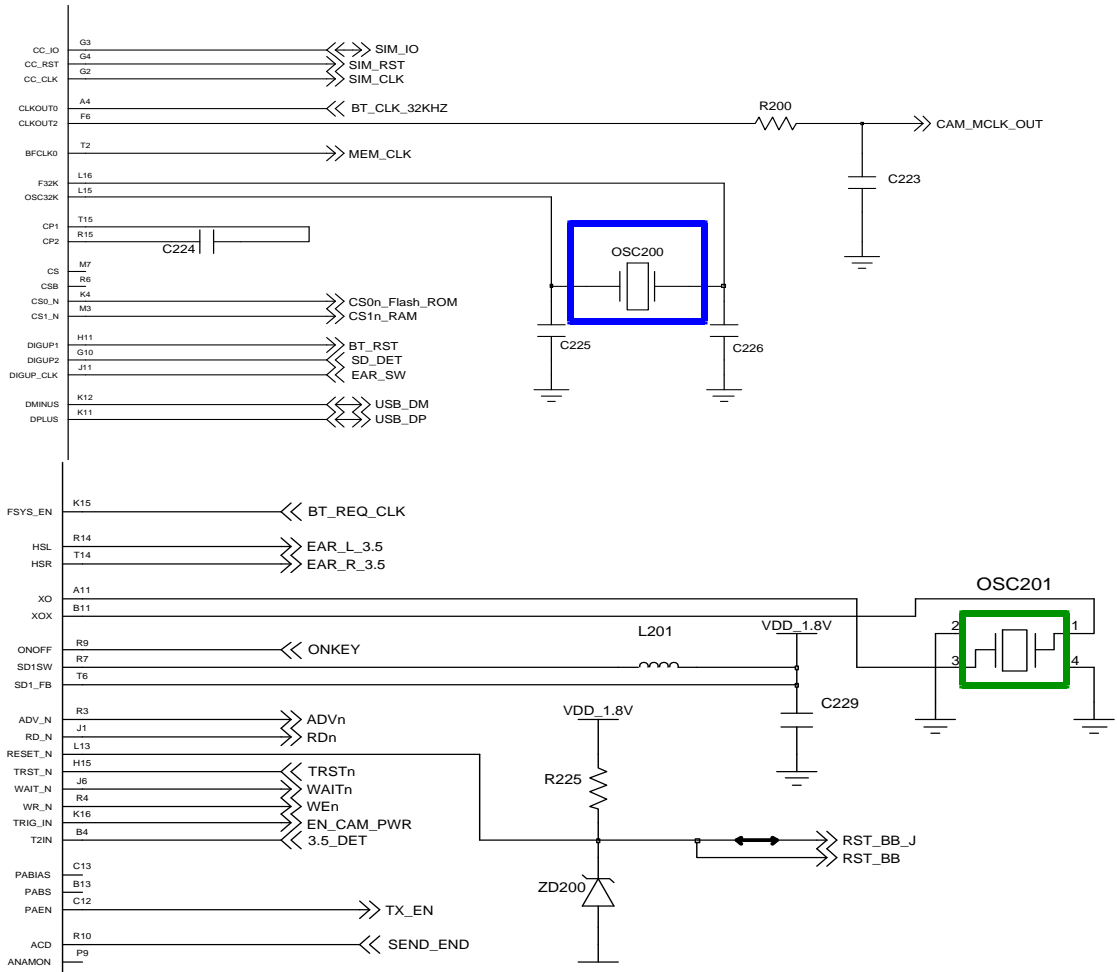 CC_IO G3 SIM_IO
CC_RST G4 SIM_RST
CC_CLK G2 SIM_CLK
CLKOUT0 A4 BT_CLK_32KHZ
CLKOUT2 F6 R200 CAM_MCLK_OUT
BFCLK0 T2 MEM_CLK
C223
F32K L16
OSC32K L15
CP1 T15
CP2 R15 C224
OSC200
CS M7
CSB R6
CS0_N K4 CS0n_Flash_ROM
CS1_N M3 CS1n_RAM
C225 C226
DIGUP1 H11 BT_RST
DIGUP2 G10 SD_DET
DIGUP_CLK J11 EAR_SW
DMINUS K12 USB_DM
DPLUS K11 USB_DP
FSYS_EN K15 BT_REQ_CLK
HSL R14 EAR_L_3.5
HSR T14 EAR_R_3.5
OSC201
XO A11
XOX B11
2 1
3 4
L201 VDD_1.8V
ONOFF R9 ONKEY
SD1SW R7
SD1_FB T6
C229
VDD_1.8V
ADV_N R3 ADVn
RD_N J1 RDn
RESET_N L13
TRST_N H15 TRSTn
R225
WAIT_N J6 WAITn
WR_N R4 WEn
TRIG_IN K16 EN_CAM_PWR
T2IN B4 3.5_DET
RST_BB_J
RST_BB
PABIAS C13
PABS B13
ZD200
PAEN C12 TX_EN
ACD R10 SEND_END
ANAMON P9